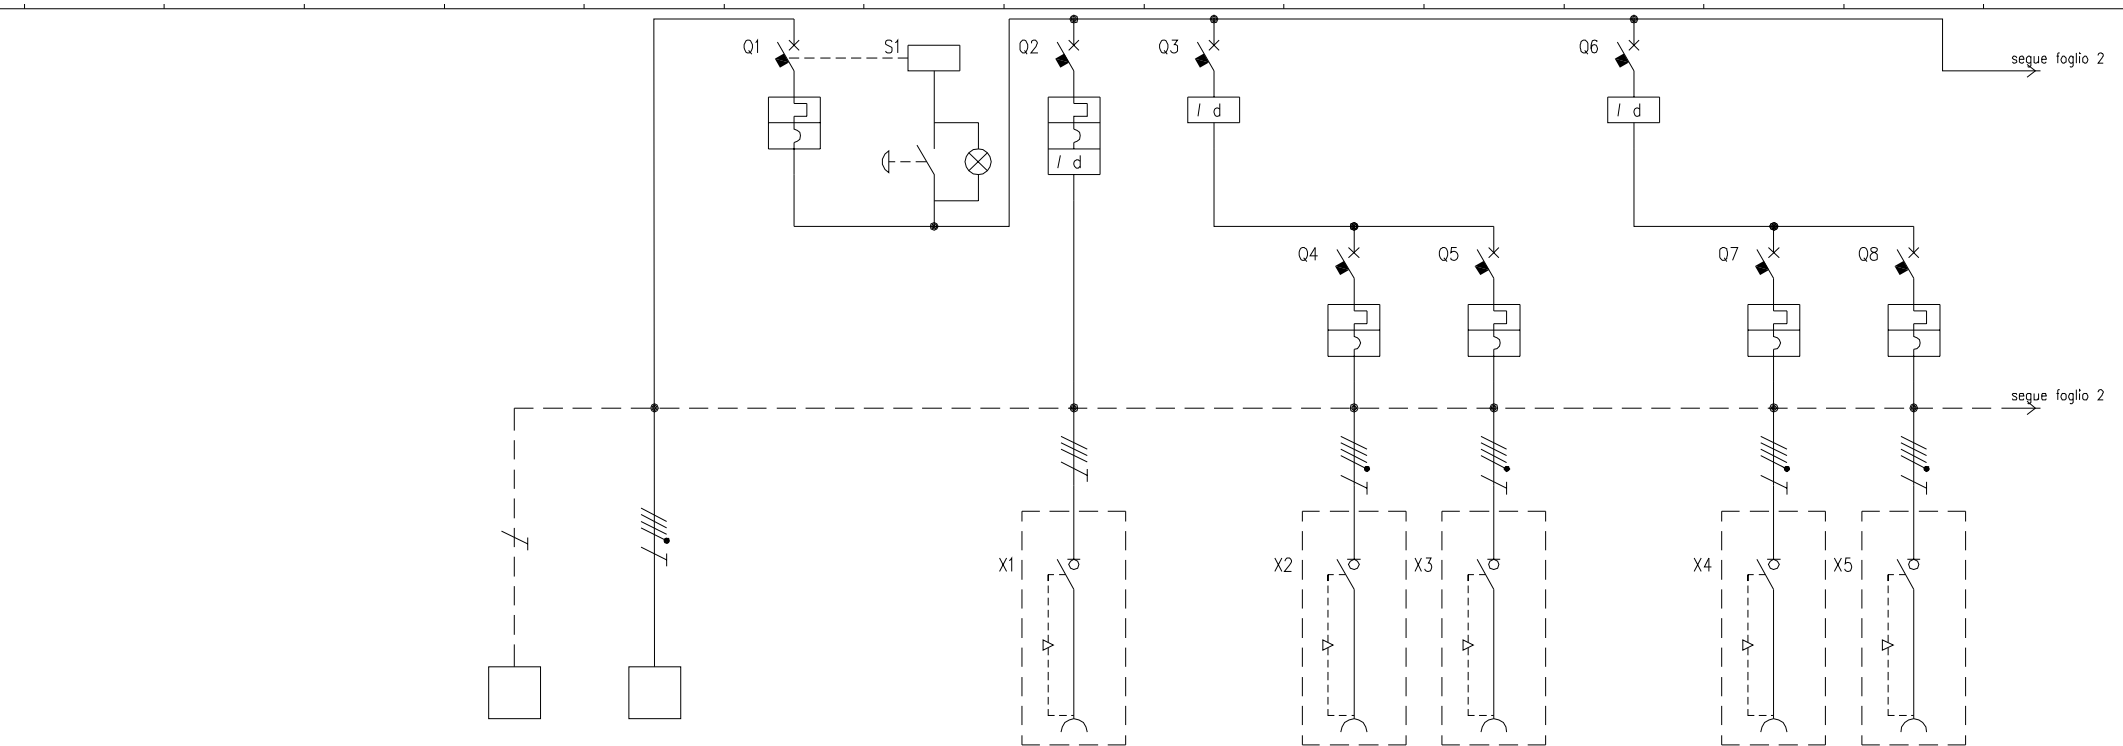 Q1
S1
Q2
Q3
Q6
segue foglio 2
I d
I d
I d
Q4
Q5
Q7
Q8
segue foglio 2
X1
X2
X3
X4
X5